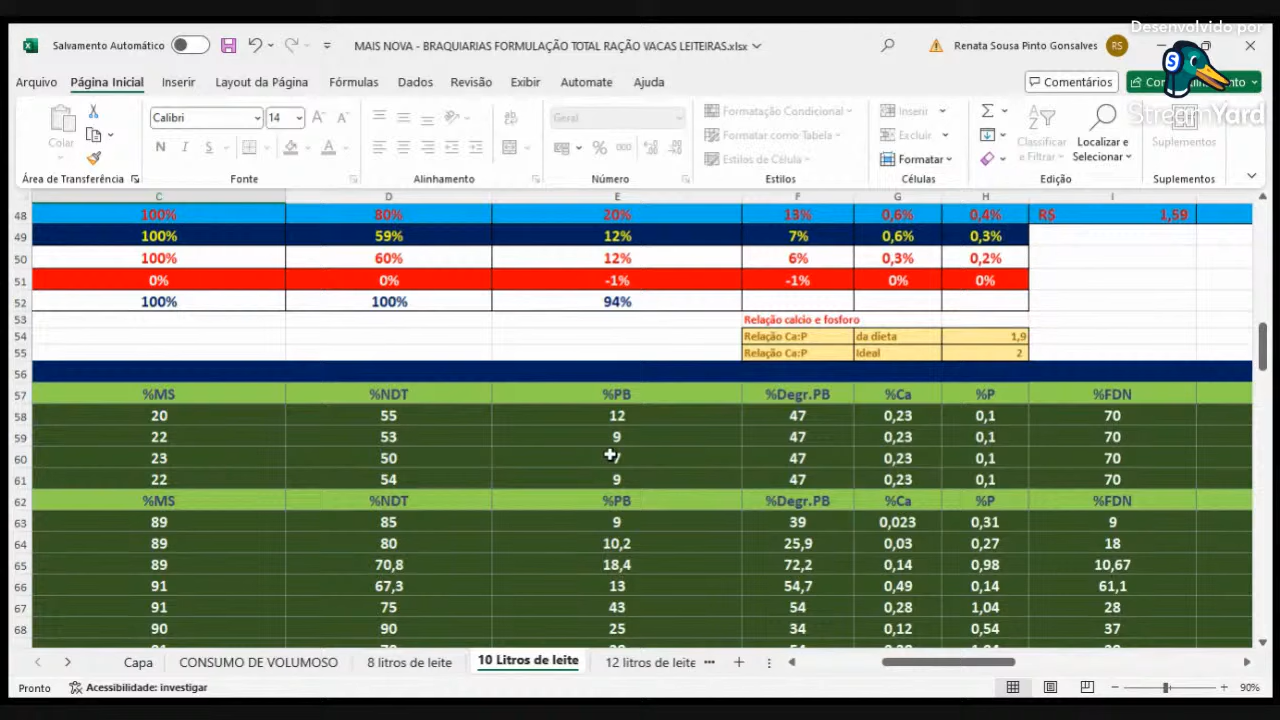 Desenvolvido por
StreamYard
Salvamento Automático
MAIS NOVA - BRAQUIARIAS FORMULAÇÃO TOTAL RAÇÃO VACAS LEITEIRAS.xlsx
Renata Sousa Pinto Gonsalves RS
Arquivo Página Inicial Inserir Layout da Página Fórmulas Dados Revisão Exibir Automate Ajuda
Comentários
Colar
Calibri 14
Geral
N I S
% 000
Formatação Condicional
Formatar como Tabela
Estilos de Célula
Inserir
Excluir
Formatar
Classificar e Filtrar
Localizar e Selecionar
Suplementos
Área de Transferência Fonte Alinhamento Número Estilos Células Edição Suplementos
C D E F G H I
48 100% 80% 20% 13% 0,6% 0,4% R$ 1,59
49 100% 59% 12% 7% 0,6% 0,3%
50 100% 60% 12% 6% 0,3% 0,2%
51 0% 0% -1% -1% 0% 0%
52 100% 100% 94%
53 Relação calcio e fosforo
54 Relação Ca:P da dieta 1,9
55 Relação Ca:P Ideal 2
56
57 %MS %NDT %PB %Degr.PB %Ca %P %FDN
58 20 55 12 47 0,23 0,1 70
59 22 53 9 47 0,23 0,1 70
60 23 50 47 0,23 0,1 70
61 22 54 9 47 0,23 0,1 70
62 %MS %NDT %PB %Degr.PB %Ca %P %FDN
63 89 85 9 39 0,023 0,31 9
64 89 80 10,2 25,9 0,03 0,27 18
65 89 70,8 18,4 72,2 0,14 0,98 10,67
66 91 67,3 13 54,7 0,49 0,14 61,1
67 91 75 43 54 0,28 1,04 28
68 90 90 25 34 0,12 0,54 37
Capa CONSUMO DE VOLUMOSO 8 litros de leite 10 Litros de leite 12 litros de leite
Pronto Acessibilidade: investigar 90%